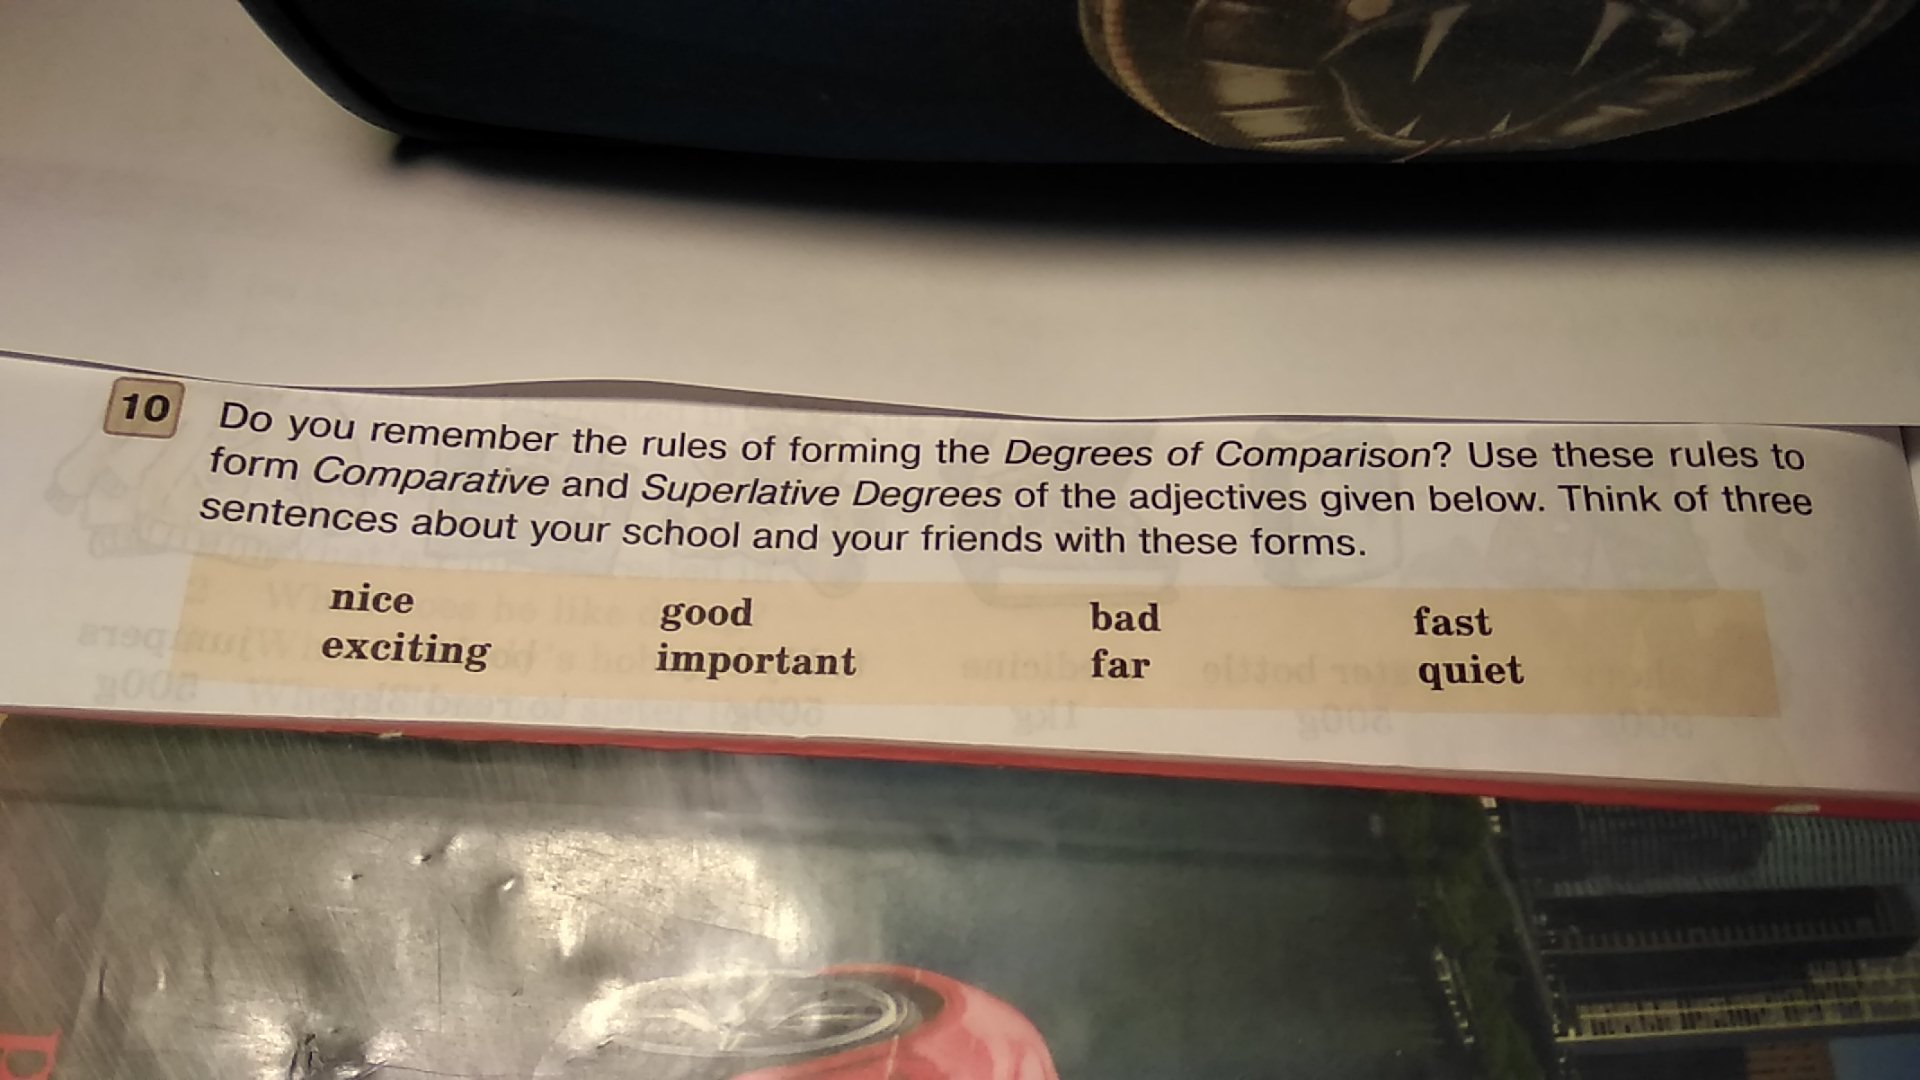 10 Do you remember the rules of forming the Degrees of Comparison? Use these rules to
form Comparative and Superlative Degrees of the adjectives given below. Think of three
sentences about your school and your friends with these forms.
nice good bad fast
exciting important far quiet